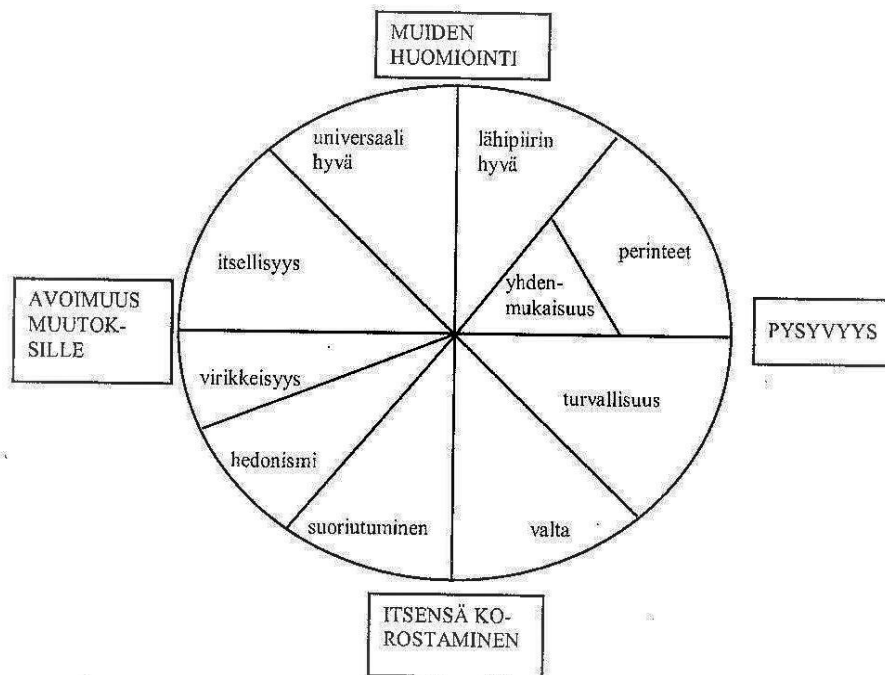 MUIDEN
HUOMIOINTI
universaali
hyvä
lähipiirin
hyvä
itsellisyys
perinteet
yhden-
mukaisuus
AVOIMUUS
MUUTOK-
SILLE
PYSYVYYS
virikkeisyys
turvallisuus
hedonismi
suoriutuminen
valta
ITSENSÄ KO-
ROSTAMINEN